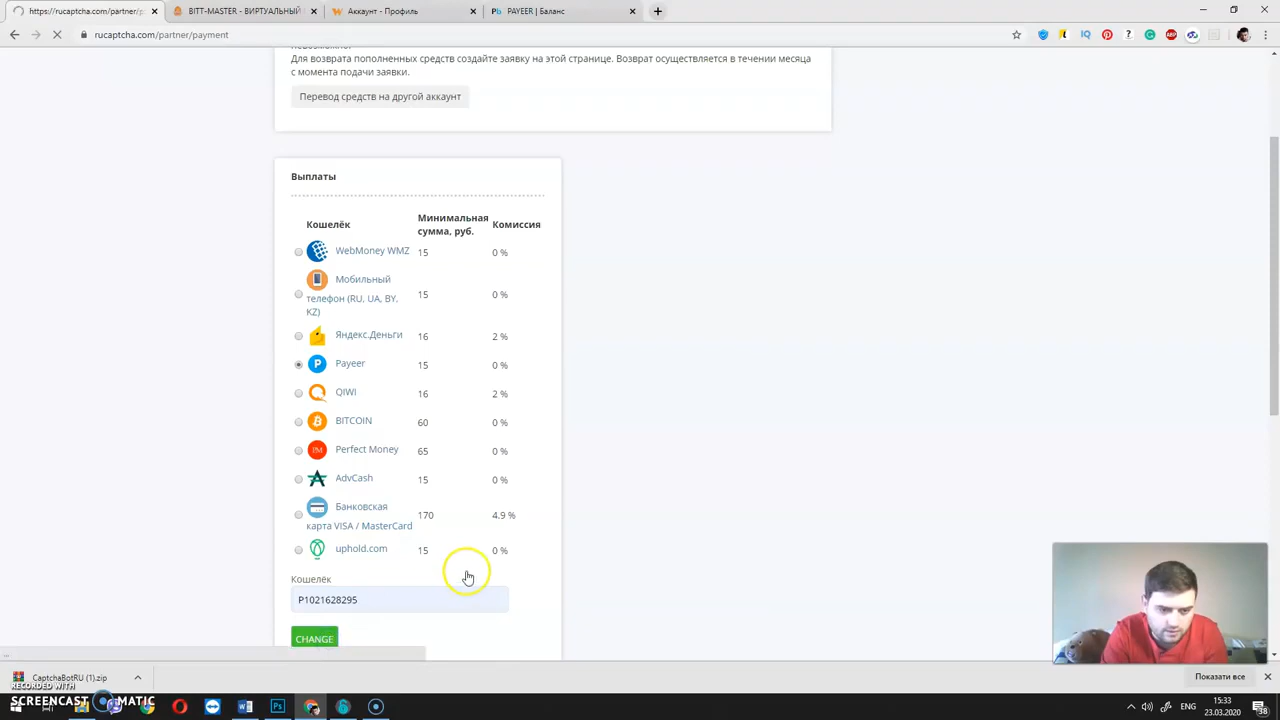 https://rucaptcha.com/partner/p
BITT-MASTER - ВИРТУАЛЬНЫЙ
Аккаунт - Профиль
PAYEER | Баланс
rucaptcha.com/partner/payment
невозможно.
Для возврата пополненных средств создайте заявку на этой странице. Возврат осуществляется в течении месяца
с момента подачи заявки.
Перевод средств на другой аккаунт
Выплаты
Кошелёк Минимальная сумма, руб. Комиссия
WebMoney WMZ 15 0 %
Мобильный телефон (RU, UA, BY, KZ) 15 0 %
Яндекс.Деньги 16 2 %
Payeer 15 0 %
QIWI 16 2 %
BITCOIN 60 0 %
Perfect Money 65 0 %
AdvCash 15 0 %
Банковская карта VISA / MasterCard 170 4.9 %
uphold.com 15 0 %
Кошелёк
P1021628295
CHANGE
CaptchaBotRU (1).zip
Показати все
RECORDED WITH
SCREENCAST MATIC
ENG
15:33
23.03.2020
38